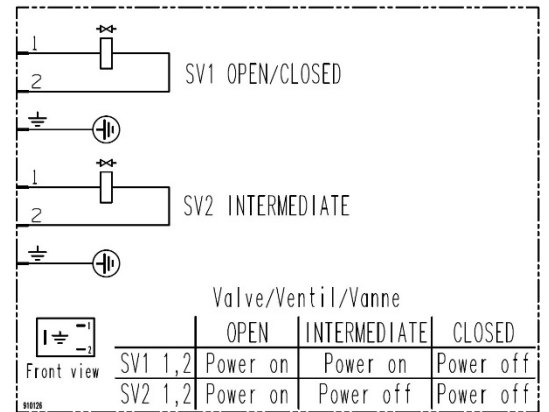 1
2
SV1 OPEN/CLOSED
1
2
SV2 INTERMEDIATE
Valve/Ventil/Vanne
OPEN INTERMEDIATE CLOSED
SV1 1,2 Power on Power on Power off
SV2 1,2 Power on Power off Power off
1
2
Front view
910126